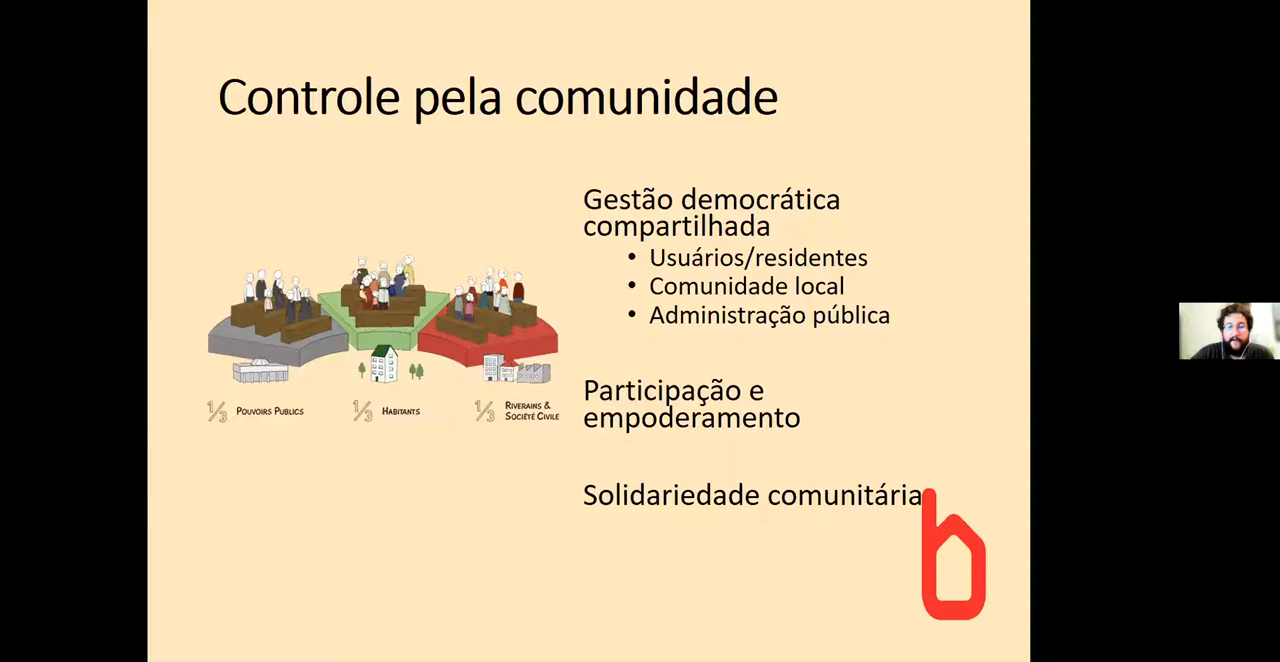 Controle pela comunidade
Gestão democrática
compartilhada
• Usuários/residentes
• Comunidade local
• Administração pública
Participação e
empoderamento
Solidariedade comunitária
1/3 POUVOIRS PUBLICS
1/3 HABITANTS
1/3 RIVERAINS &
SOCIÉTÉ CIVILE
b